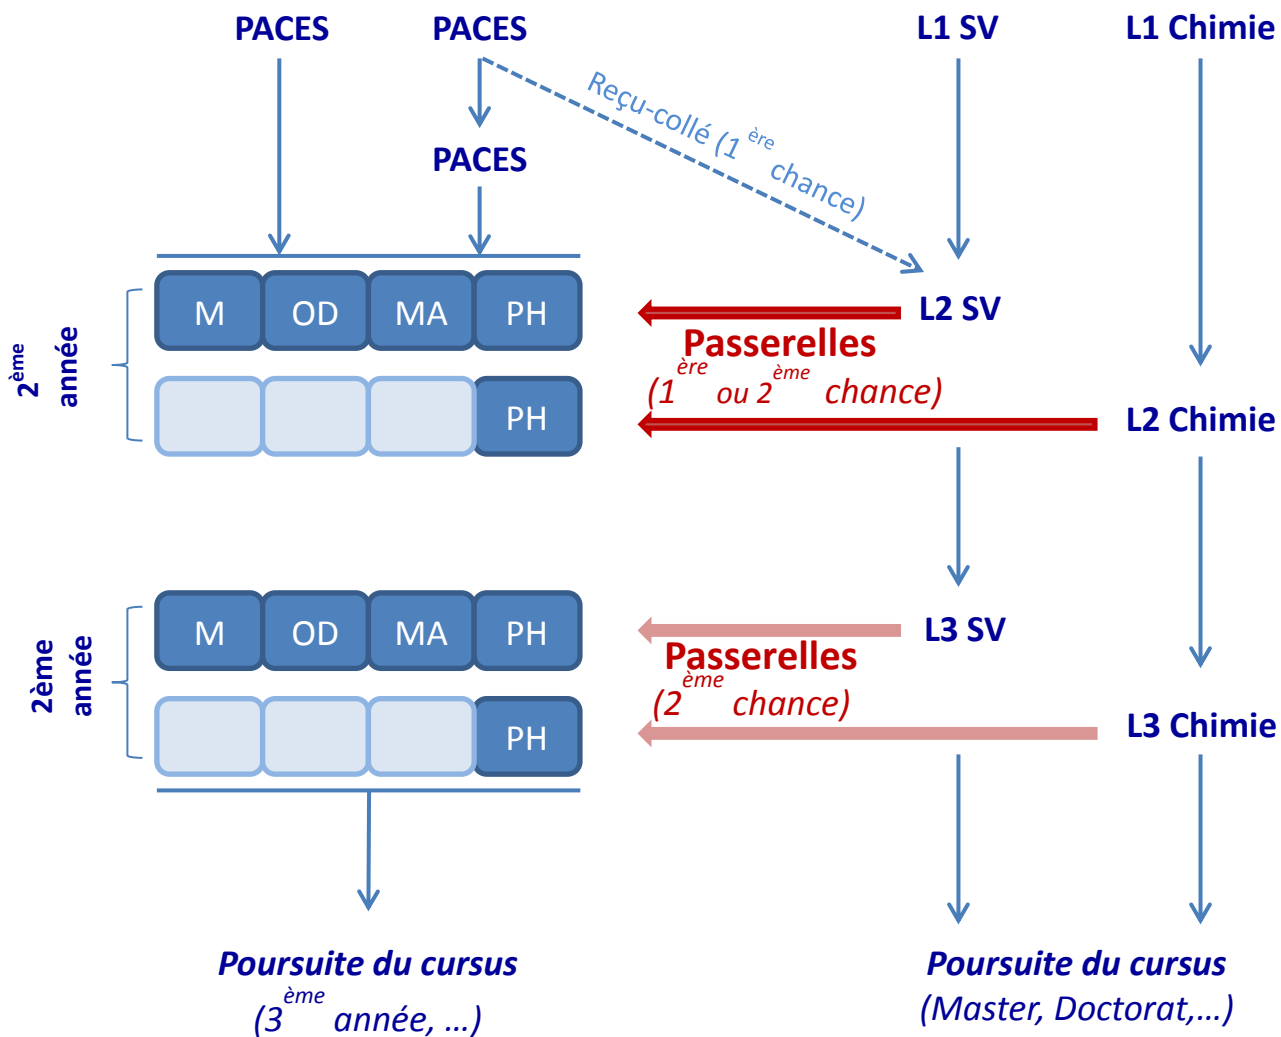 PACES
PACES
L1 SV
L1 Chimie
Reçu-collé (1ère chance)
PACES
2ème
année
M
OD
MA
PH
L2 SV
Passerelles
(1ère ou 2ème chance)
PH
L2 Chimie
2ème
année
M
OD
MA
PH
L3 SV
Passerelles
(2ème chance)
PH
L3 Chimie
Poursuite du cursus
(3ème année, ...)
Poursuite du cursus
(Master, Doctorat,...)